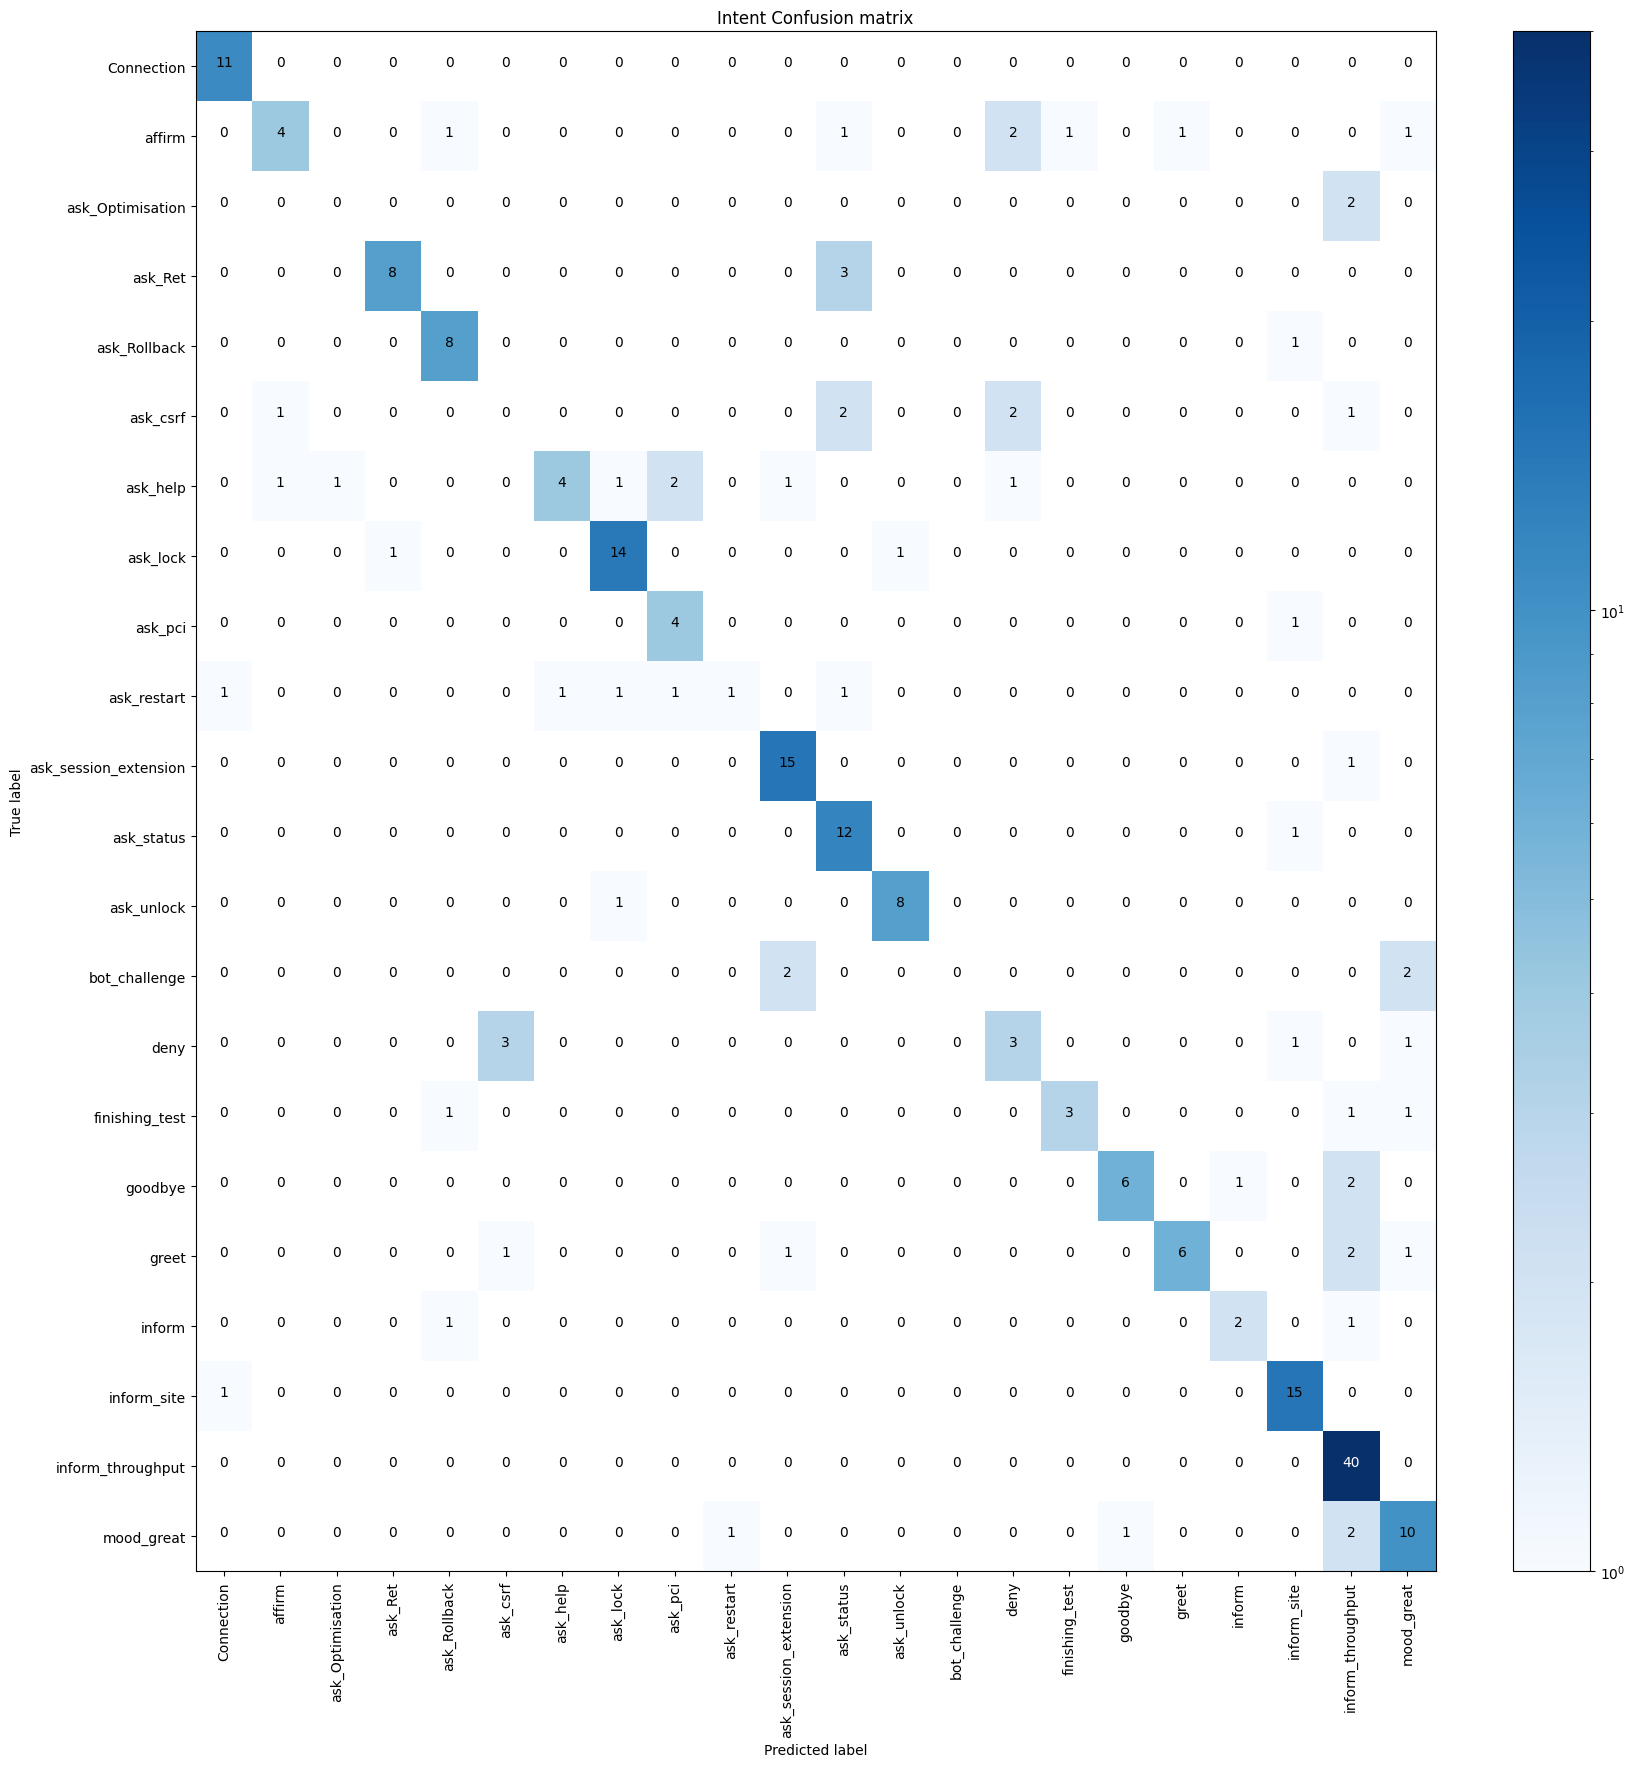 Intent Confusion matrix
Connection 11 0 0 0 0 0 0 0 0 0 0 0 0 0 0 0 0 0 0 0 0 0
affirm 0 4 0 0 1 0 0 0 0 0 0 1 0 0 2 1 0 1 0 0 0 1
ask_Optimisation 0 0 0 0 0 0 0 0 0 0 0 0 0 0 0 0 0 0 0 0 2 0
ask_Ret 0 0 0 8 0 0 0 0 0 0 0 3 0 0 0 0 0 0 0 0 0 0
ask_Rollback 0 0 0 0 8 0 0 0 0 0 0 0 0 0 0 0 0 0 0 1 0 0
ask_csrf 0 1 0 0 0 0 0 0 0 0 0 2 0 0 2 0 0 0 0 0 1 0
ask_help 0 1 1 0 0 0 4 1 2 0 1 0 0 0 1 0 0 0 0 0 0 0
ask_lock 0 0 0 1 0 0 0 14 0 0 0 0 1 0 0 0 0 0 0 0 0 0
ask_pci 0 0 0 0 0 0 0 0 4 0 0 0 0 0 0 0 0 0 0 1 0 0
ask_restart 1 0 0 0 0 0 1 1 1 1 0 1 0 0 0 0 0 0 0 0 0 0
ask_session_extension 0 0 0 0 0 0 0 0 0 0 15 0 0 0 0 0 0 0 0 0 1 0
ask_status 0 0 0 0 0 0 0 0 0 0 0 12 0 0 0 0 0 0 0 1 0 0
ask_unlock 0 0 0 0 0 0 0 1 0 0 0 0 8 0 0 0 0 0 0 0 0 0
bot_challenge 0 0 0 0 0 0 0 0 0 0 2 0 0 0 0 0 0 0 0 0 0 2
deny 0 0 0 0 0 3 0 0 0 0 0 0 0 0 3 0 0 0 0 1 0 1
finishing_test 0 0 0 0 1 0 0 0 0 0 0 0 0 0 0 3 0 0 0 0 1 1
goodbye 0 0 0 0 0 0 0 0 0 0 0 0 0 0 0 0 6 0 1 0 2 0
greet 0 0 0 0 0 1 0 0 0 0 1 0 0 0 0 0 0 6 0 0 2 1
inform 0 0 0 0 1 0 0 0 0 0 0 0 0 0 0 0 0 0 2 0 1 0
inform_site 1 0 0 0 0 0 0 0 0 0 0 0 0 0 0 0 0 0 0 15 0 0
inform_throughput 0 0 0 0 0 0 0 0 0 0 0 0 0 0 0 0 0 0 0 0 40 0
mood_great 0 0 0 0 0 0 0 0 0 1 0 0 0 0 0 0 1 0 0 0 2 10
True label
Connection
affirm
ask_Optimisation
ask_Ret
ask_Rollback
ask_csrf
ask_help
ask_lock
ask_pci
ask_restart
ask_session_extension
ask_status
ask_unlock
bot_challenge
deny
finishing_test
goodbye
greet
inform
inform_site
inform_throughput
mood_great
Predicted label
10¹
10⁰